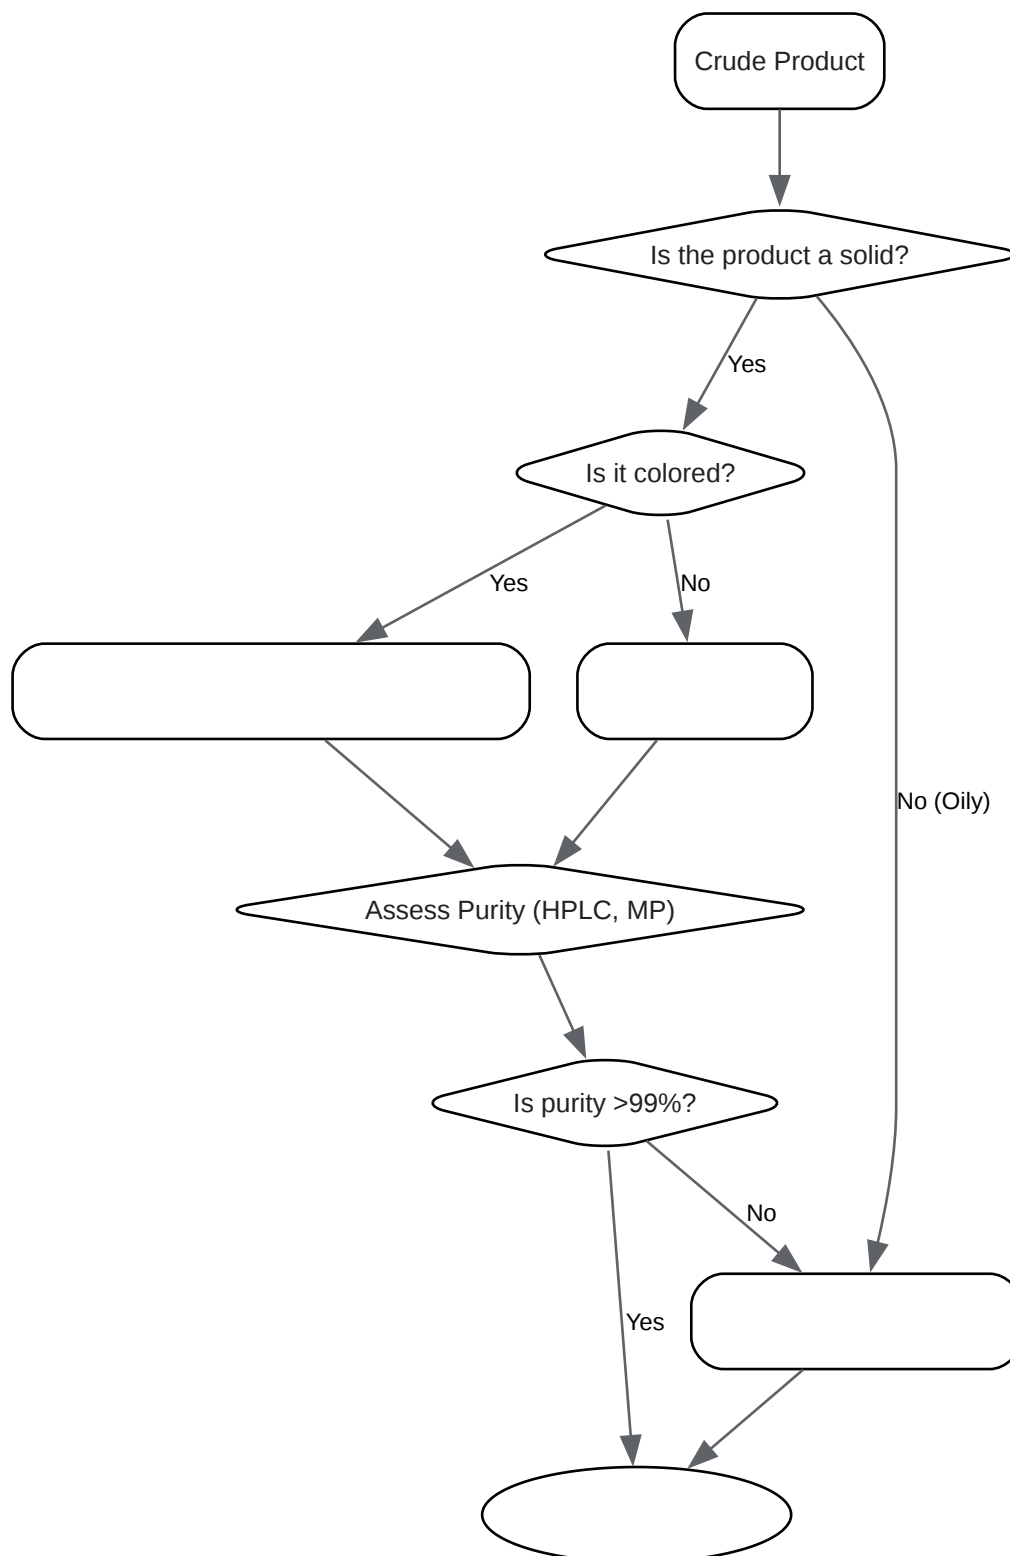 Crude Product
Is the product a solid?
Yes
Is it colored?
Yes
No
No (Oily)
Assess Purity (HPLC, MP)
Is purity >99%?
No
Yes